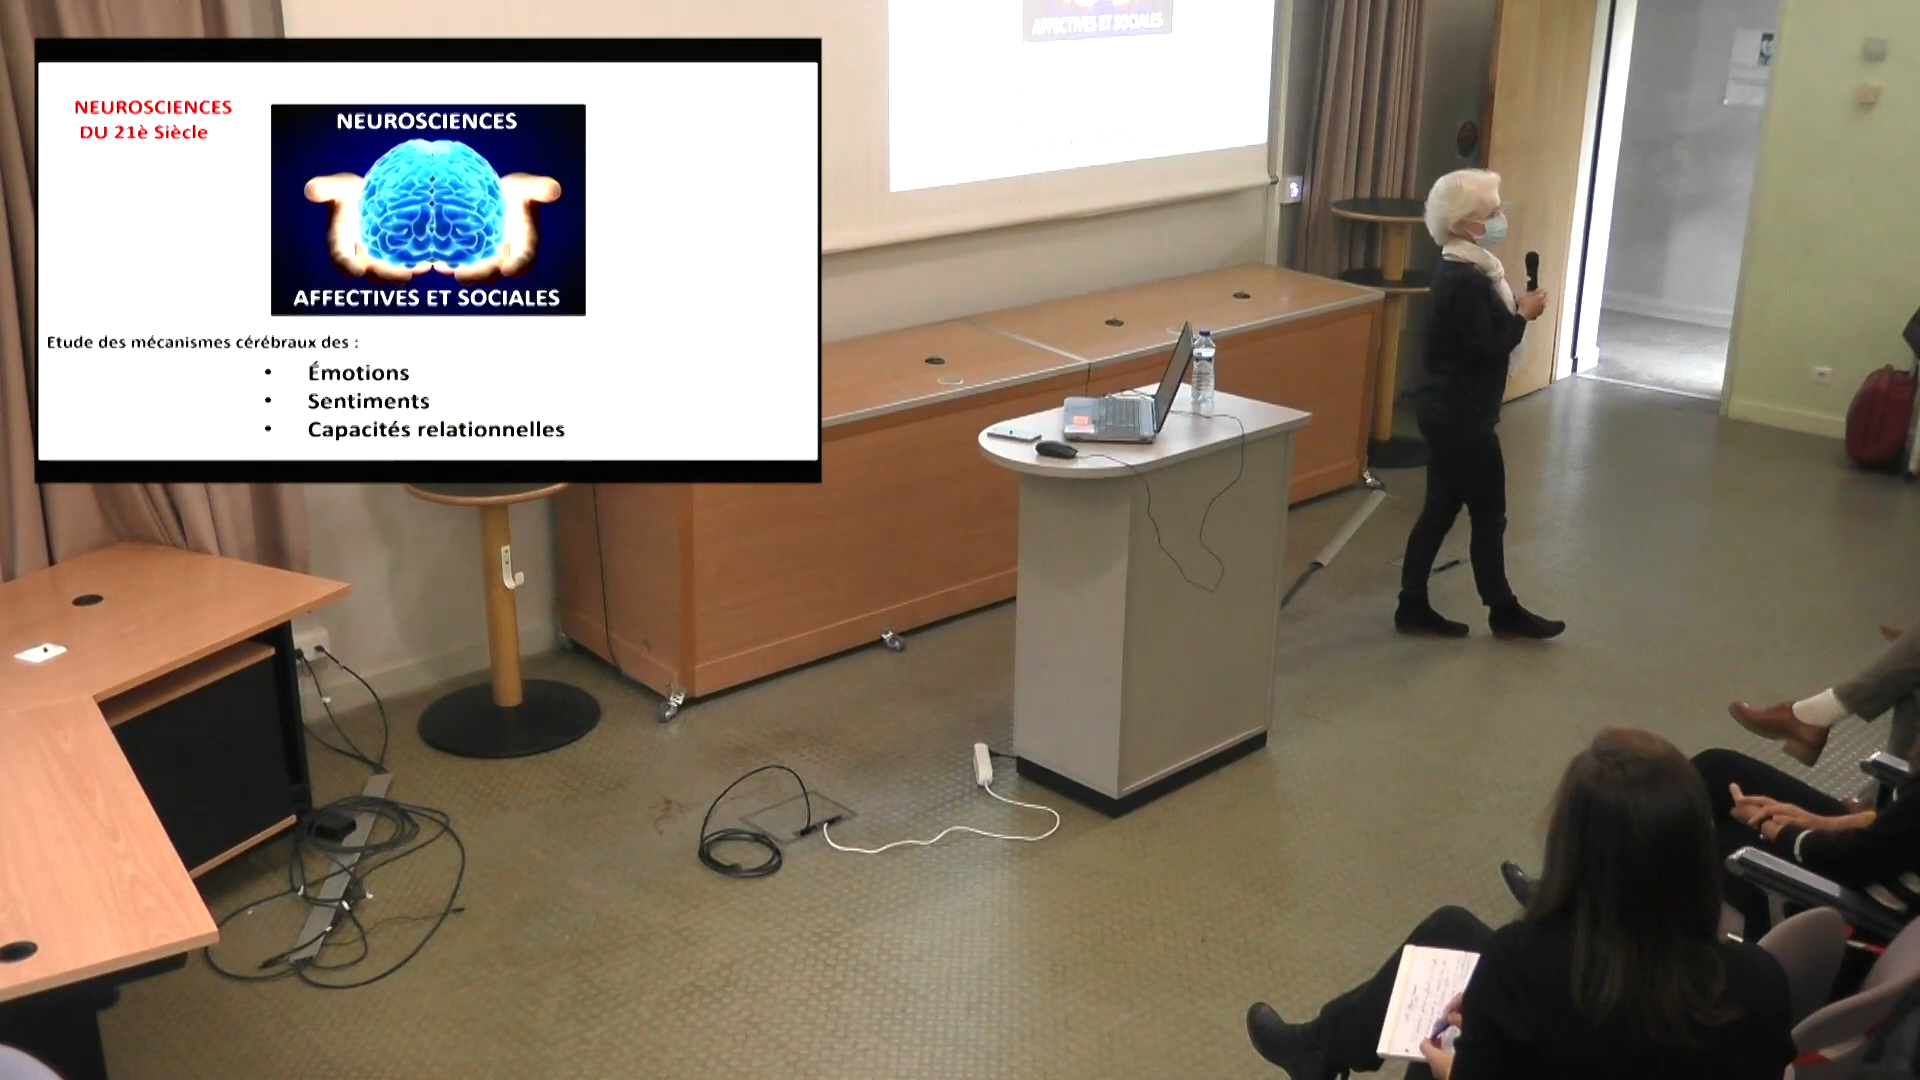 NEUROSCIENCES
DU 21è Siècle
NEUROSCIENCES
AFFECTIVES ET SOCIALES
Etude des mécanismes cérébraux des :
• Émotions
• Sentiments
• Capacités relationnelles
AFFECTIVES ET SOCIALES